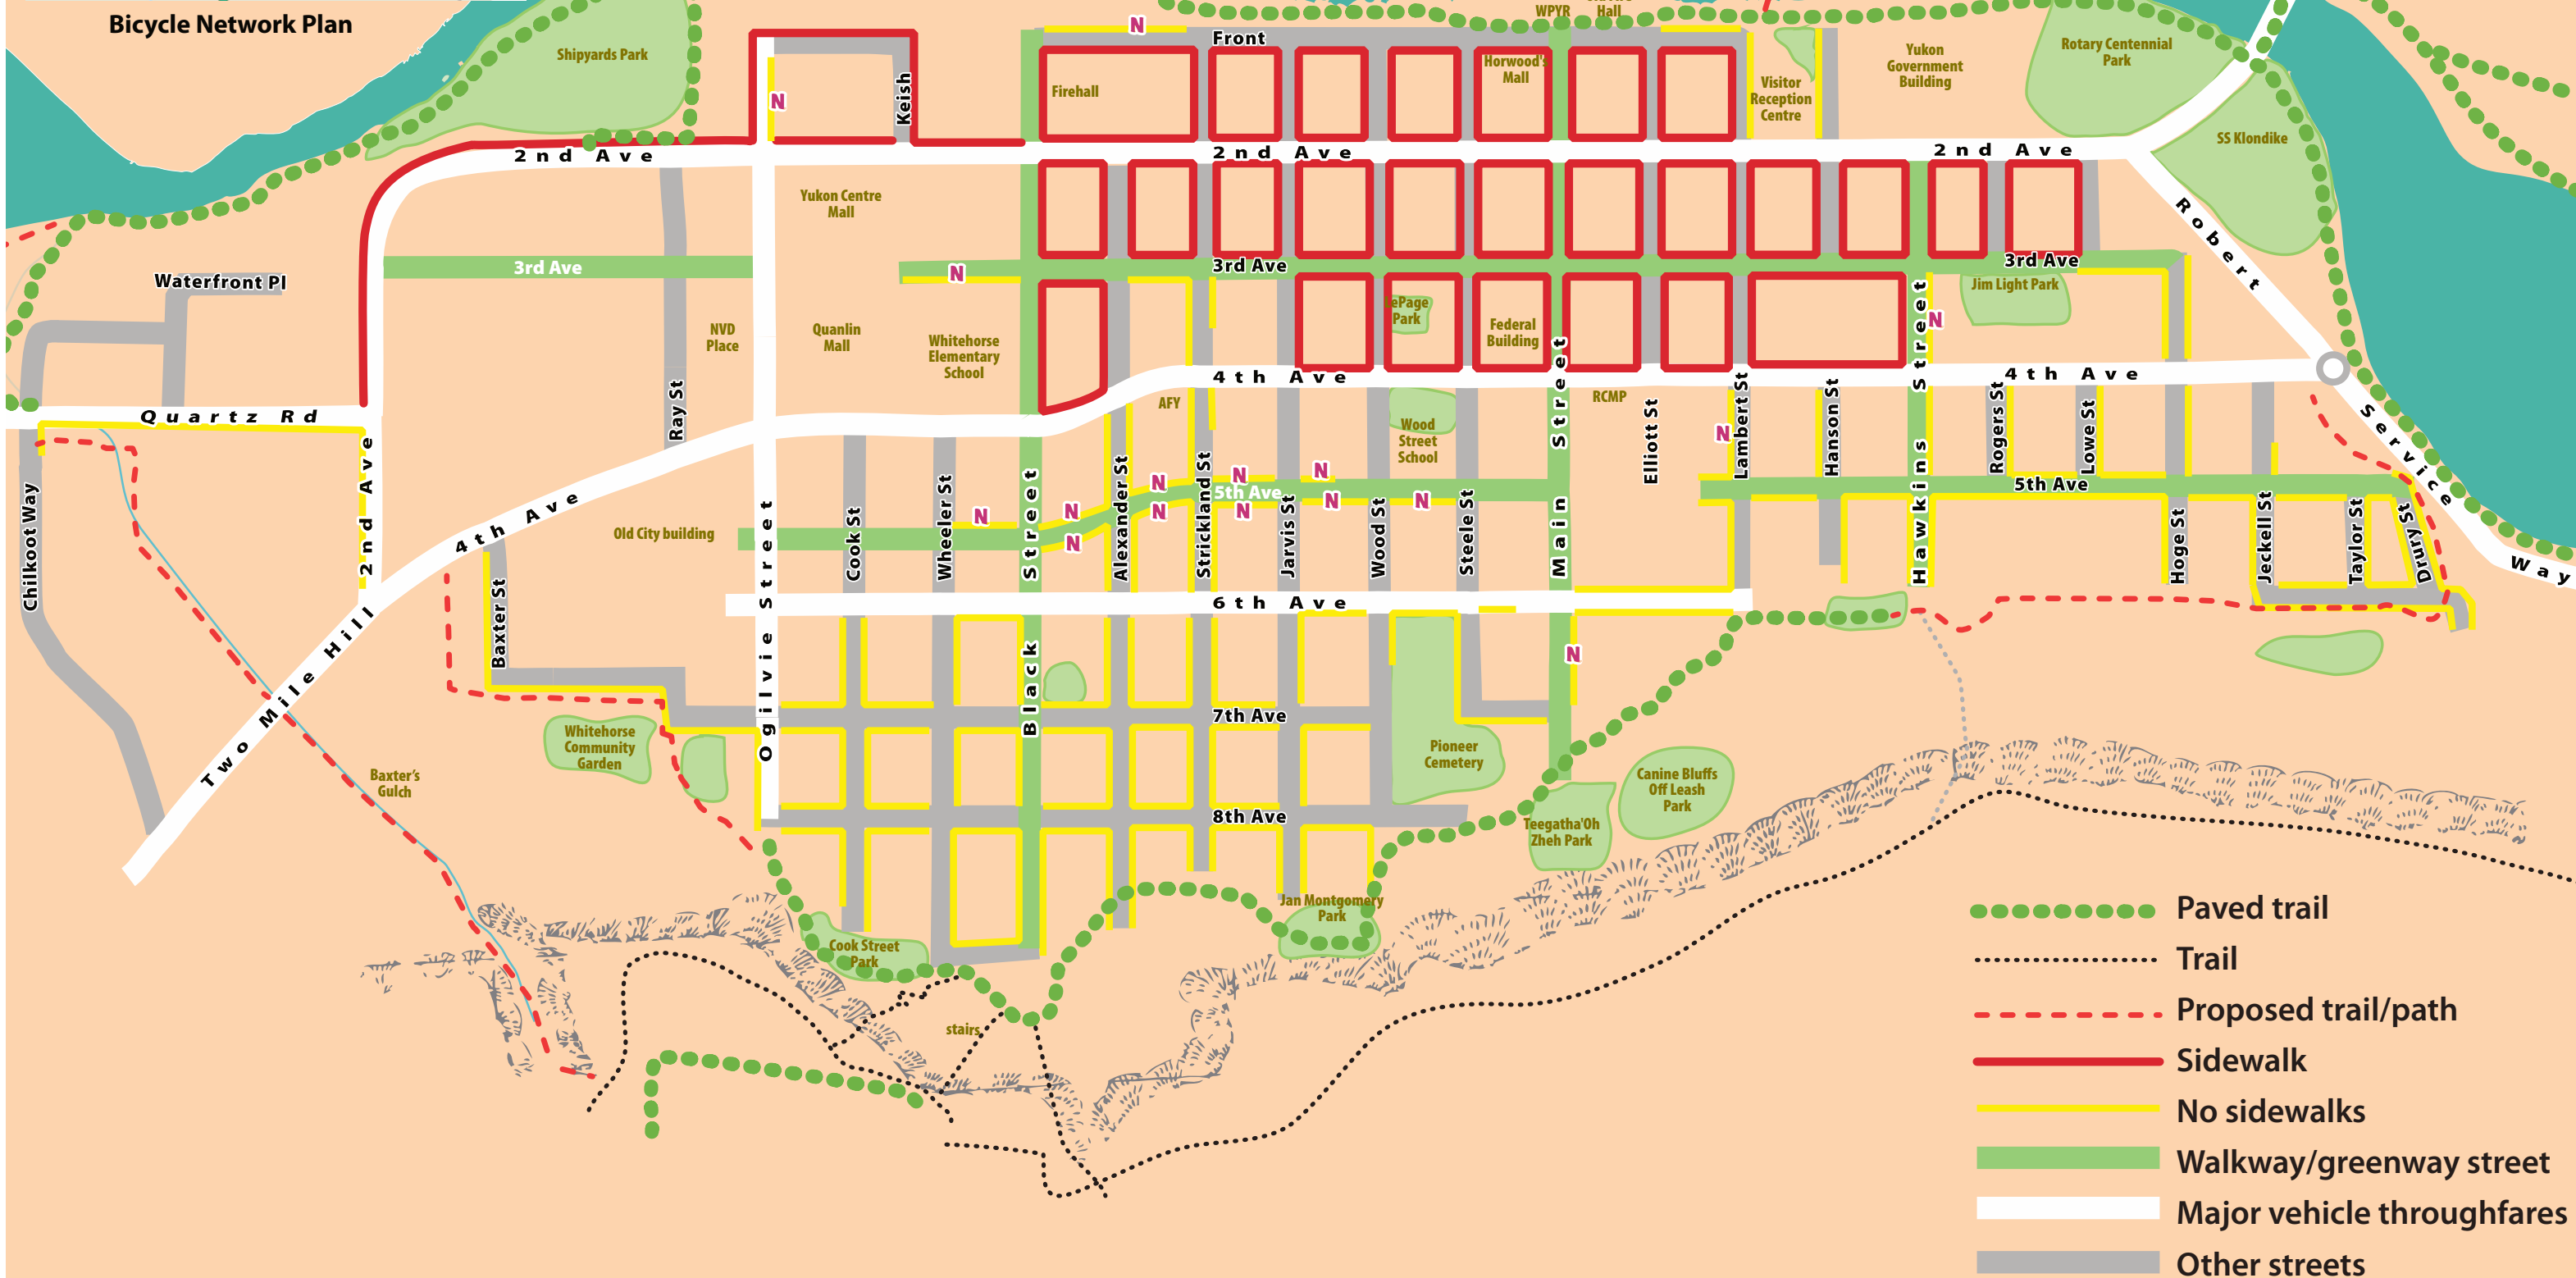 Bicycle Network Plan
WPYR
Hall
Shipyards Park
N
Front
Keish
Firehall
Horwood's
Mall
N
Visitor
Reception
Centre
Yukon
Government
Building
Rotary Centennial
Park
SS Klondike
2nd Ave
2nd Ave
2nd Ave
Yukon Centre
Mall
3rd Ave
3rd Ave
3rd Ave
N
Robert
Service
Way
Waterfront Pl
NVD
Place
Quanlin
Mall
Whitehorse
Elementary
School
LePage
Park
Federal
Building
N
Jim Light Park
Quartz Rd
Ray St
4th Ave
4th Ave
AFY
RCMP
Wood
Street
School
N
Chilkoot Way
2nd Ave
4th Ave
Two Mile Hill
Old City building
Baxter St
Ogilvie Street
Cook St
Wheeler St
Black Street
Alexander St
Strickland St
Jarvis St
Wood St
Steele St
Main Street
Elliott St
Lambert St
Hanson St
Hawkins Street
Rogers St
Lowe St
Hoge St
Jeckell St
Taylor St
Drury St
N
N
N
N
N
N
N
N
N
N
5th Ave
5th Ave
6th Ave
N
7th Ave
8th Ave
Whitehorse
Community
Garden
Baxter's
Gulch
Pioneer
Cemetery
Canine Bluffs
Off Leash
Park
Teegatha'Oh
Zheh Park
Jan Montgomery
Park
Cook Street
Park
stairs
Paved trail
Trail
Proposed trail/path
Sidewalk
No sidewalks
Walkway/greenway street
Major vehicle throughfares
Other streets